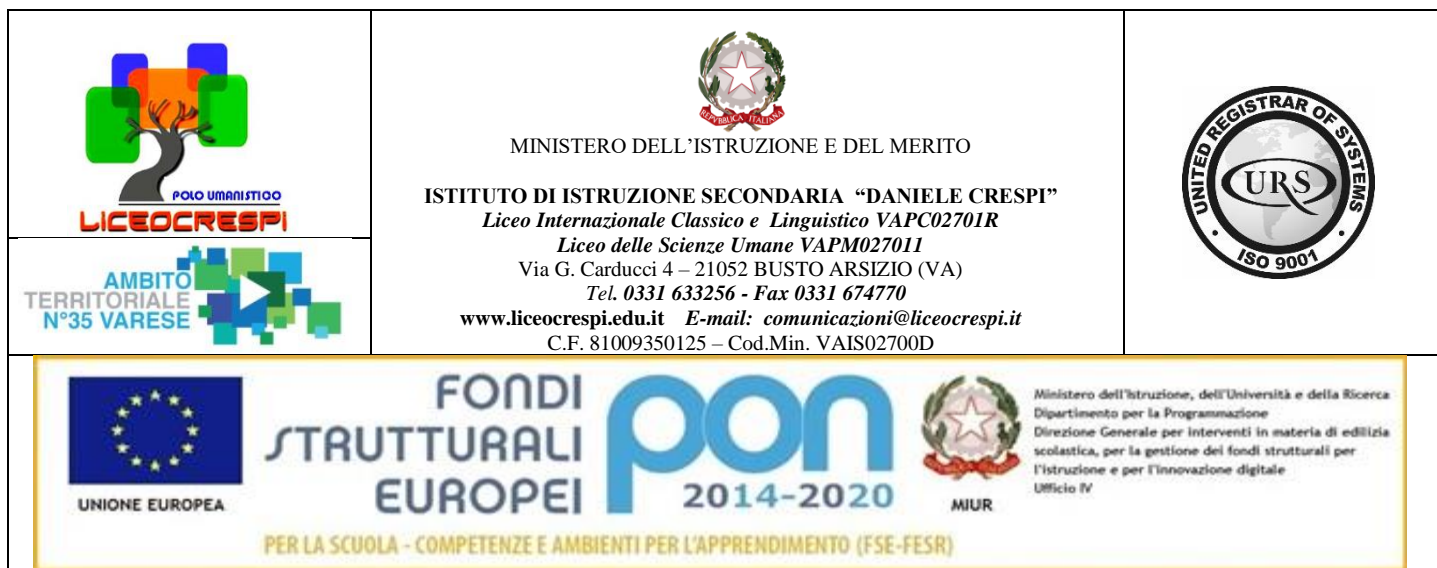 POLO UMANISTICO
LICEOCRESPI
AMBITO
TERRITORIALE
N°35 VARESE
REPVBBLICA ITALIANA
MINISTERO DELL’ISTRUZIONE E DEL MERITO
ISTITUTO DI ISTRUZIONE SECONDARIA “DANIELE CRESPI”
Liceo Internazionale Classico e Linguistico VAPC02701R
Liceo delle Scienze Umane VAPM027011
Via G. Carducci 4 – 21052 BUSTO ARSIZIO (VA)
Tel. 0331 633256 - Fax 0331 674770
www.liceocrespi.edu.it E-mail: comunicazioni@liceocrespi.it
C.F. 81009350125 – Cod.Min. VAIS02700D
UNITED REGISTRAR OF SYSTEMS
URS
• ISO 9001 •
UNIONE EUROPEA
FONDI
STRUTTURALI
EUROPEI
pon
2014-2020
MIUR
Ministero dell'Istruzione, dell'Università e della Ricerca
Dipartimento per la Programmazione
Direzione Generale per interventi in materia di edilizia
scolastica, per la gestione dei fondi strutturali per
l'istruzione e per l'innovazione digitale
Ufficio IV
PER LA SCUOLA - COMPETENZE E AMBIENTI PER L'APPRENDIMENTO (FSE-FESR)